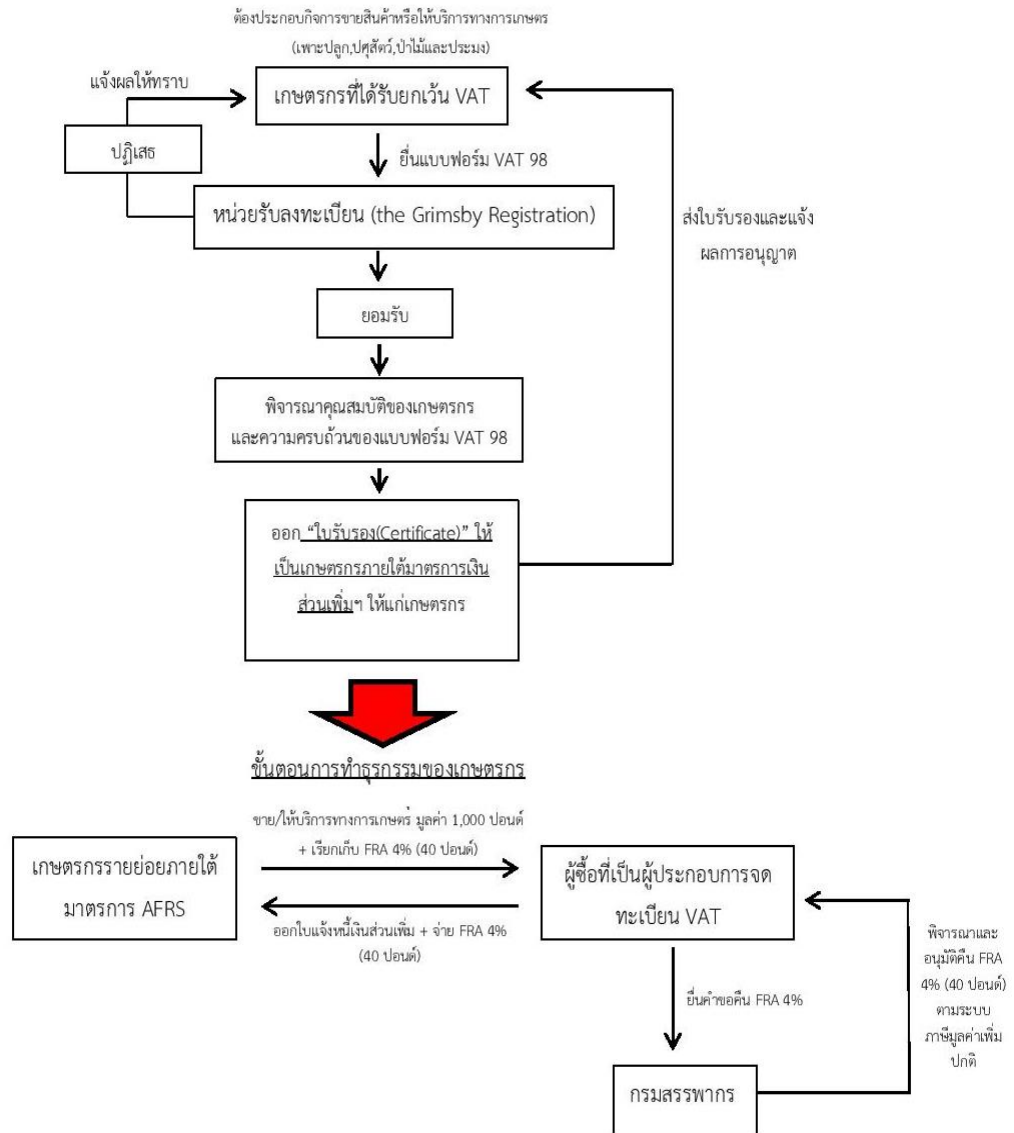 ต้องประกอบกิจการขายสินค้าหรือให้บริการทางการเกษตร
(เพาะปลูก,ปศุสัตว์,ป่าไม้และประมง)
แจ้งผลให้ทราบ
เกษตรกรที่ได้รับยกเว้น VAT
ปฏิเสธ
ยื่นแบบฟอร์ม VAT 98
หน่วยรับลงทะเบียน (the Grimsby Registration)
ส่งใบรับรองและแจ้ง
ผลการอนุญาต
ยอมรับ
พิจารณาคุณสมบัติของเกษตรกร
และความครบถ้วนของแบบฟอร์ม VAT 98
ออก “ใบรับรอง(Certificate)” ให้
เป็นเกษตรกรภายใต้มาตรการเงิน
ส่วนเพิ่มฯ ให้แก่เกษตรกร
ขั้นตอนการทำธุรกรรมของเกษตรกร
ขาย/ให้บริการทางการเกษตร มูลค่า 1,000 ปอนด์
+ เรียกเก็บ FRA 4% (40 ปอนด์)
เกษตรกรรายย่อยภายใต้
มาตรการ AFRS
ผู้ซื้อที่เป็นผู้ประกอบการจด
ทะเบียน VAT
ออกใบแจ้งหนี้เงินส่วนเพิ่ม + จ่าย FRA 4%
(40 ปอนด์)
พิจารณาและ
อนุมัติคืน FRA
4% (40 ปอนด์)
ตามระบบ
ภาษีมูลค่าเพิ่ม
ปกติ
ยื่นคำขอคืน FRA 4%
กรมสรรพากร